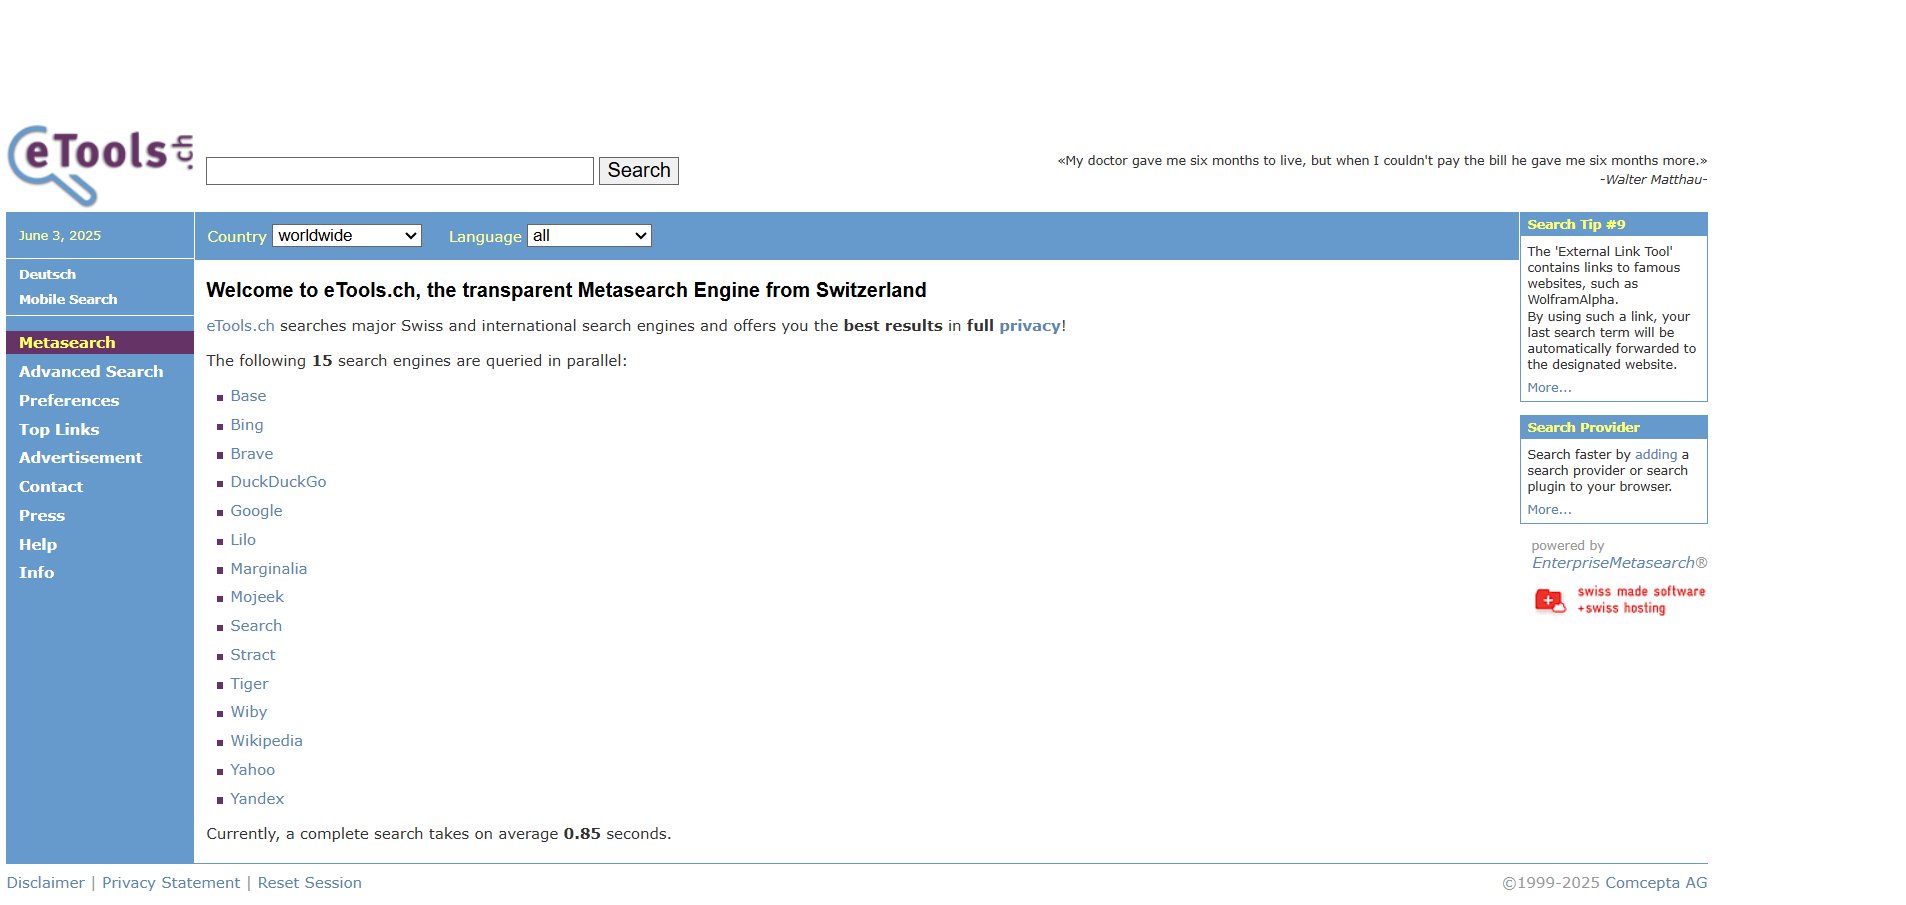 eTools.ch
Search
«My doctor gave me six months to live, but when I couldn't pay the bill he gave me six months more.»
-Walter Matthau-
June 3, 2025
Deutsch
Mobile Search
Metasearch
Advanced Search
Preferences
Top Links
Advertisement
Contact
Press
Help
Info
Country worldwide Language all
Welcome to eTools.ch, the transparent Metasearch Engine from Switzerland
eTools.ch searches major Swiss and international search engines and offers you the best results in full privacy!
The following 15 search engines are queried in parallel:
Base
Bing
Brave
DuckDuckGo
Google
Lilo
Marginalia
Mojeek
Search
Stract
Tiger
Wiby
Wikipedia
Yahoo
Yandex
Currently, a complete search takes on average 0.85 seconds.
Search Tip #9
The 'External Link Tool'
contains links to famous
websites, such as
WolframAlpha.
By using such a link, your
last search term will be
automatically forwarded to
the designated website.
More...
Search Provider
Search faster by adding a
search provider or search
plugin to your browser.
More...
powered by
EnterpriseMetasearch®
swiss made software
+swiss hosting
Disclaimer | Privacy Statement | Reset Session
©1999-2025 Comcepta AG